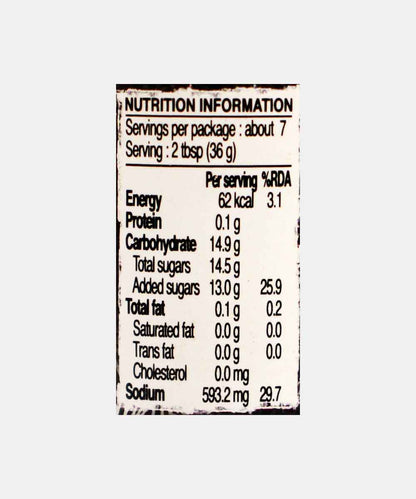 NUTRITION INFORMATION
Servings per package : about 7
Serving : 2 tbsp (36 g)
Per serving %RDA
Energy 62 kcal 3.1
Protein 0.1 g
Carbohydrate 14.9 g
Total sugars 14.5 g
Added sugars 13.0 g 25.9
Total fat 0.1 g 0.2
Saturated fat 0.0 g 0.0
Trans fat 0.0 g 0.0
Cholesterol 0.0 mg
Sodium 593.2 mg 29.7